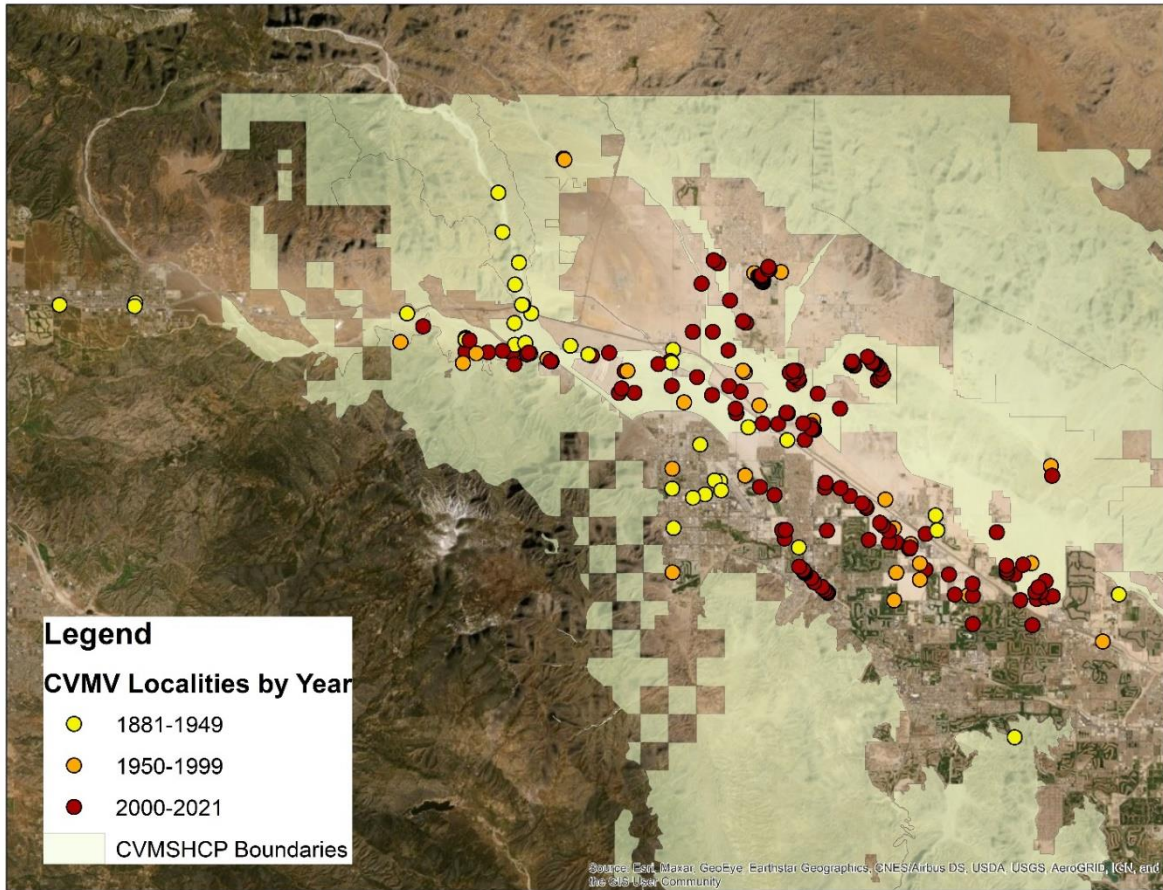 Legend
CVMV Localities by Year
1881-1949
1950-1999
2000-2021
CVMSHCP Boundaries
Source: Esri, Maxar, GeoEye, Earthstar Geographics, CNES/Airbus DS, USDA, USGS, AeroGRID, IGN, and
the GIS User Community